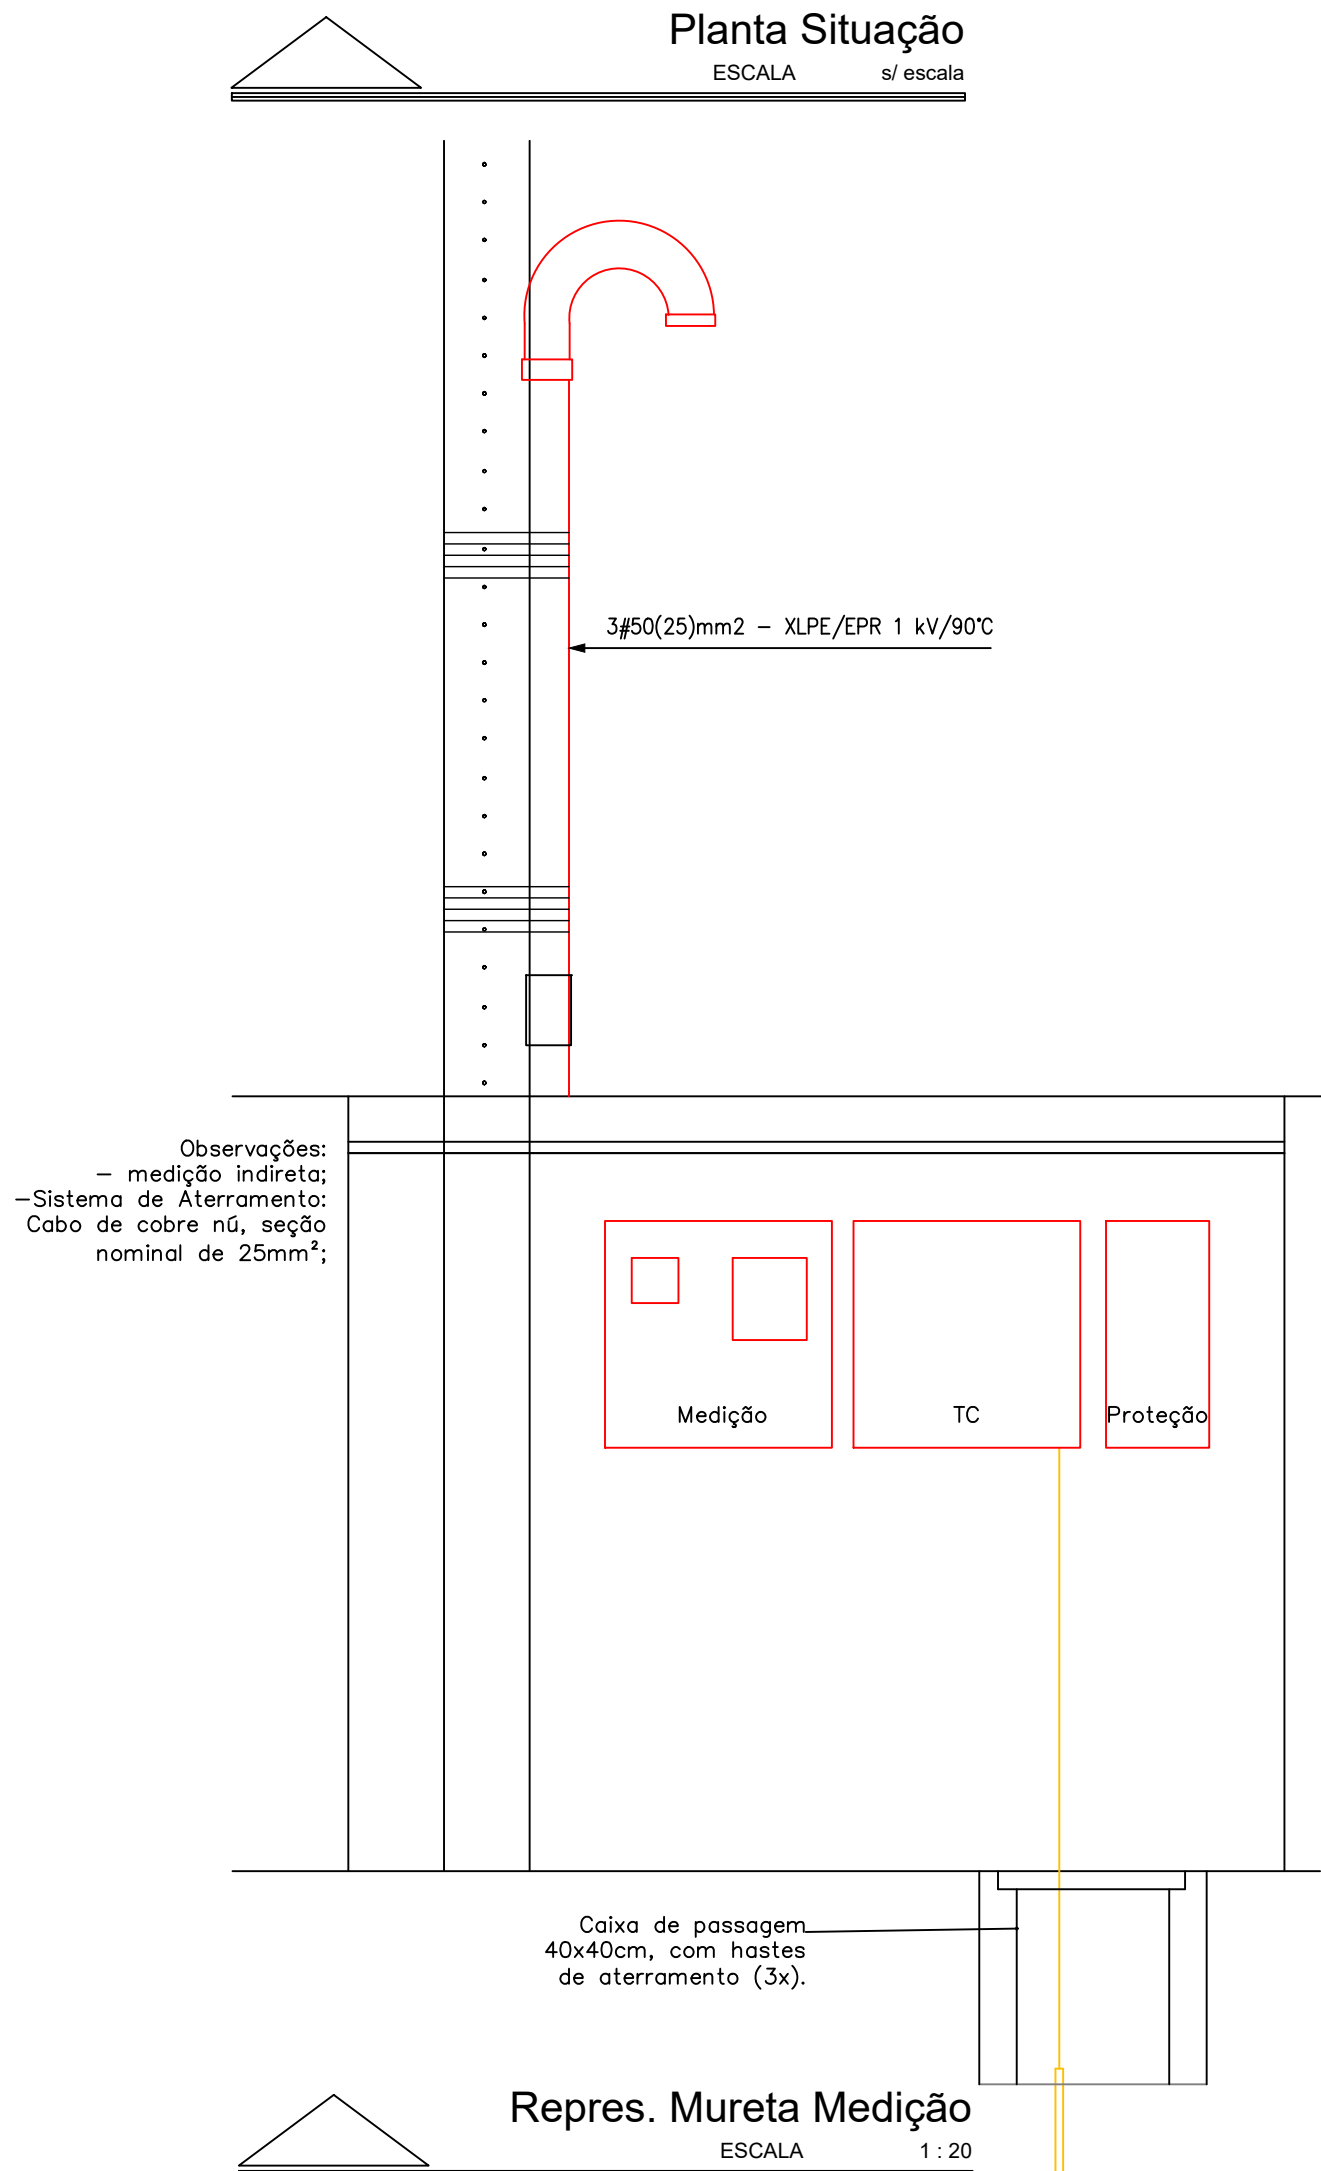 Planta Situação
ESCALA s/ escala
3#50(25)mm2 – XLPE/EPR 1 kV/90°C
Observações:
– medição indireta;
–Sistema de Aterramento:
Cabo de cobre nú, seção
nominal de 25mm²;
Medição
TC
Proteção
Caixa de passagem
40x40cm, com hastes
de aterramento (3x).
Repres. Mureta Medição
ESCALA 1 : 20